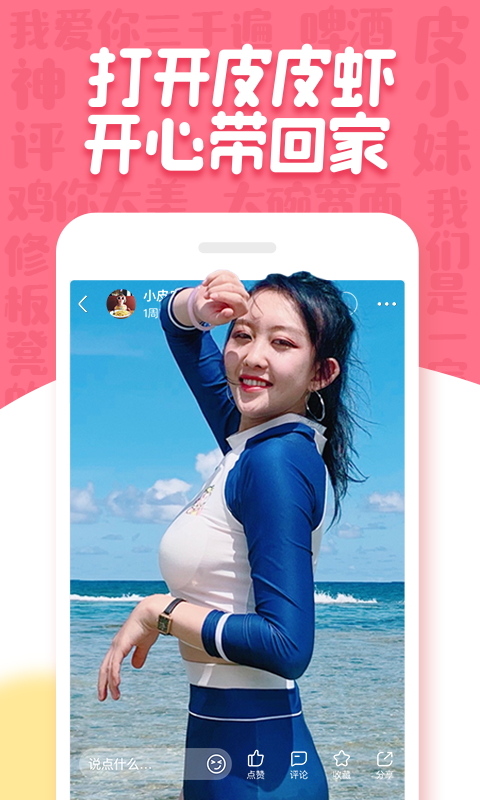 我爱你三千遍 啤酒
皮小妹
神评
打开皮皮虾
开心带回家
鸡你太美 大碗宽面
我们是一家
修板凳
小皮
1周
说点什么...
点赞
评论
收藏
分享